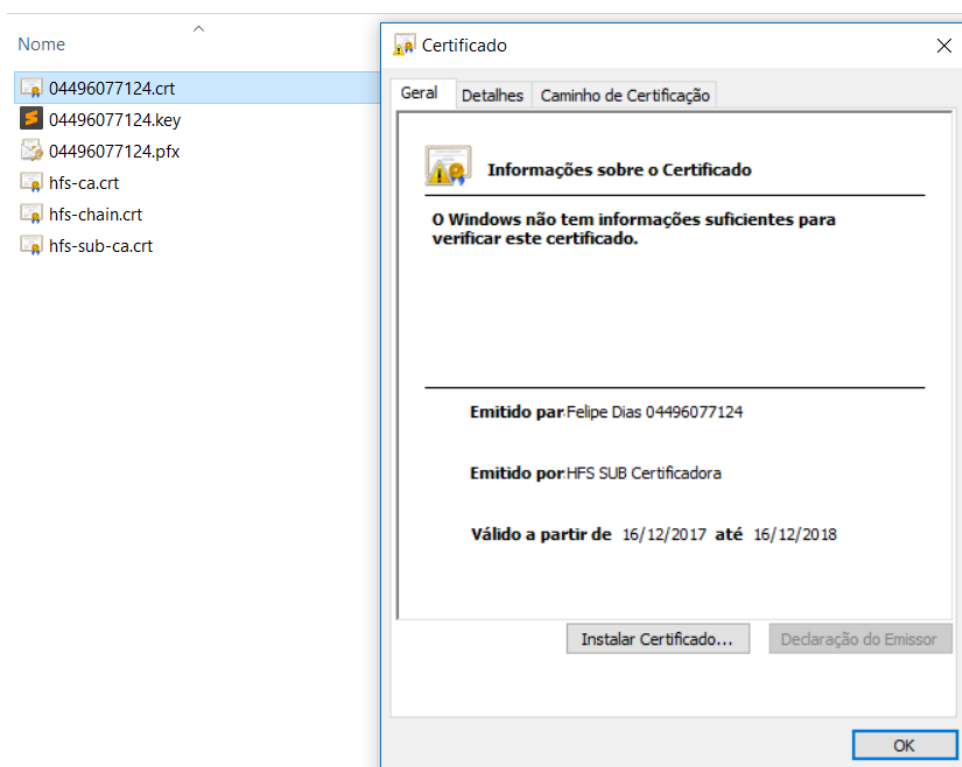 Nome
04496077124.crt
04496077124.key
04496077124.pfx
hfs-ca.crt
hfs-chain.crt
hfs-sub-ca.crt
Certificado
Geral Detalhes Caminho de Certificação
Informações sobre o Certificado
O Windows não tem informações suficientes para
verificar este certificado.
Emitido par Felipe Dias 04496077124
Emitido por HFS SUB Certificadora
Válido a partir de 16/12/2017 até 16/12/2018
Instalar Certificado... Declaração do Emissor
OK